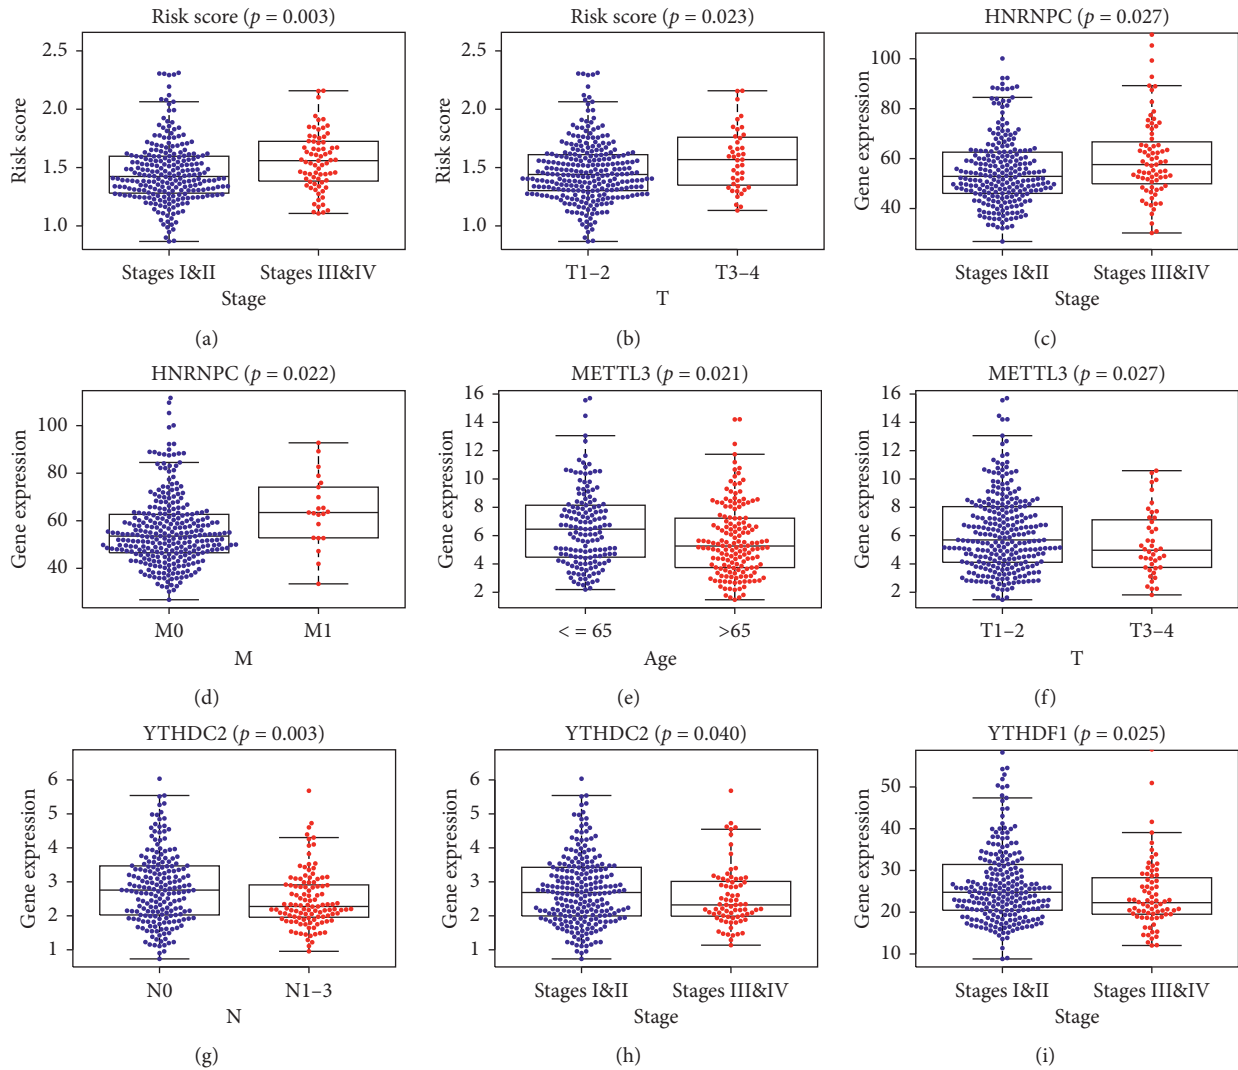 Risk score (p = 0.003)
Risk score
2.5
2.0
1.5
1.0
Stages I&II
Stages III&IV
Stage
(a)
Risk score (p = 0.023)
Risk score
2.5
2.0
1.5
1.0
T1–2
T3–4
T
(b)
HNRNPC (p = 0.027)
Gene expression
100
80
60
40
Stages I&II
Stages III&IV
Stage
(c)
HNRNPC (p = 0.022)
Gene expression
100
80
60
40
M0
M1
M
(d)
METTL3 (p = 0.021)
Gene expression
16
14
12
10
8
6
4
2
< = 65
>65
Age
(e)
METTL3 (p = 0.027)
Gene expression
16
14
12
10
8
6
4
2
T1–2
T3–4
T
(f)
YTHDC2 (p = 0.003)
Gene expression
6
5
4
3
2
1
N0
N1–3
N
(g)
YTHDC2 (p = 0.040)
Gene expression
6
5
4
3
2
1
Stages I&II
Stages III&IV
Stage
(h)
YTHDF1 (p = 0.025)
Gene expression
50
40
30
20
10
Stages I&II
Stages III&IV
Stage
(i)